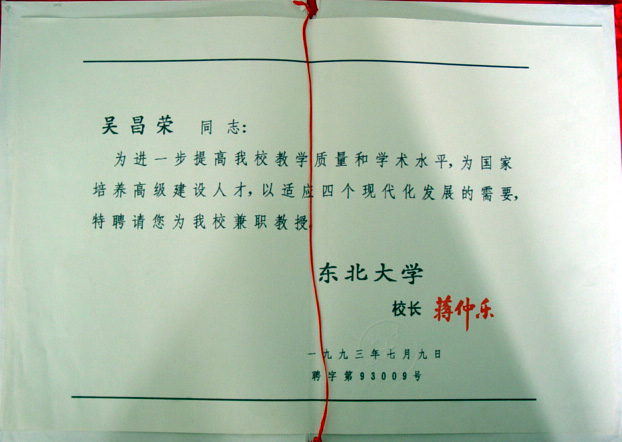 吴昌荣 同志:
为进一步提高我校教学质量和学术水平,为国家
培养高级建设人才,以适应四个现代化发展的需要,
特聘请您为我校兼职教授.
东北大学
校长 蒋仲乐
一九九三年七月九日
聘字第93009号